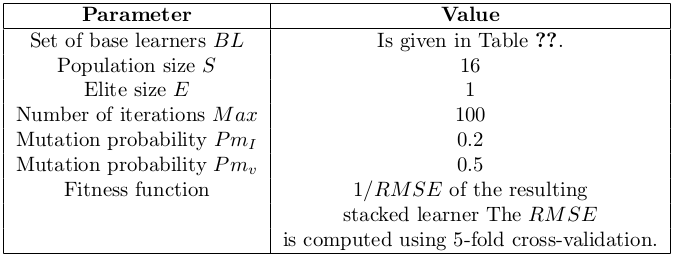 Parameter Value
Set of base learners BL Is given in Table ??.
Population size S 16
Elite size E 1
Number of iterations Max 100
Mutation probability Pm_I 0.2
Mutation probability Pm_v 0.5
Fitness function 1/RMSE of the resulting
stacked learner The RMSE
is computed using 5-fold cross-validation.